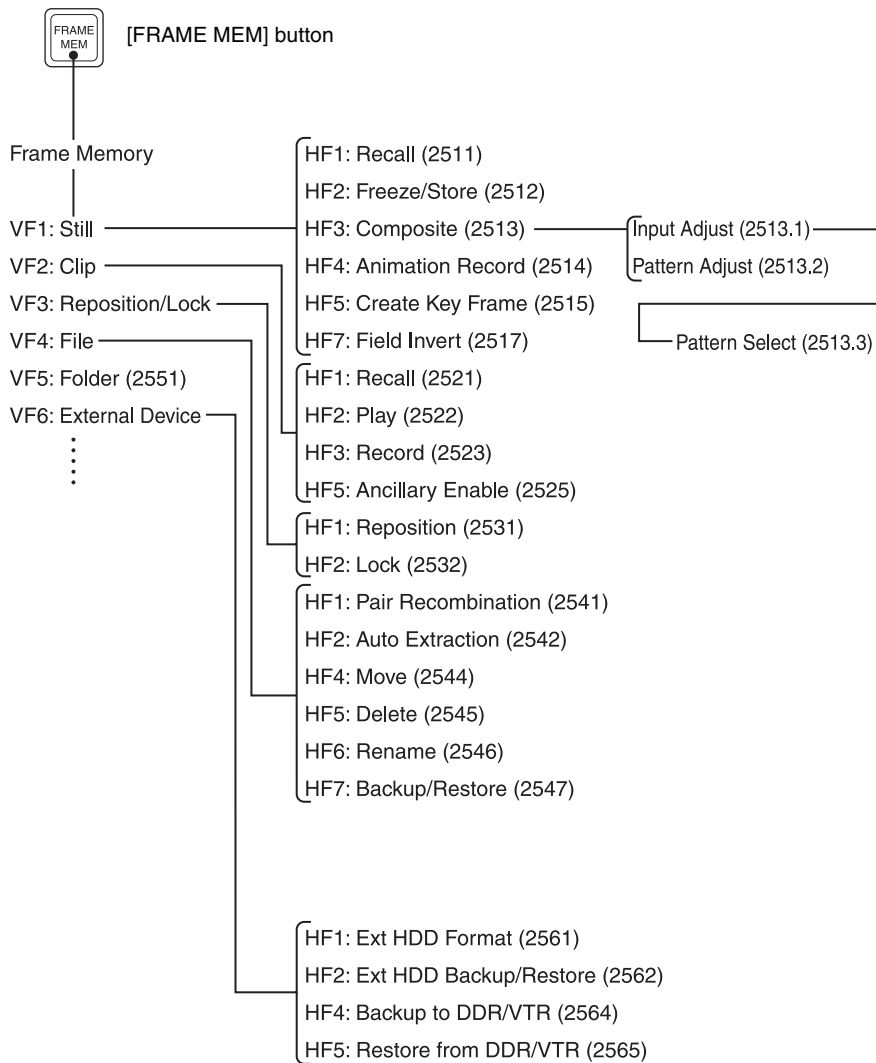 FRAME
MEM
[FRAME MEM] button
Frame Memory
VF1: Still
VF2: Clip
VF3: Reposition/Lock
VF4: File
VF5: Folder (2551)
VF6: External Device
HF1: Recall (2511)
HF2: Freeze/Store (2512)
HF3: Composite (2513)
HF4: Animation Record (2514)
HF5: Create Key Frame (2515)
HF7: Field Invert (2517)
Input Adjust (2513.1)
Pattern Adjust (2513.2)
Pattern Select (2513.3)
HF1: Recall (2521)
HF2: Play (2522)
HF3: Record (2523)
HF5: Ancillary Enable (2525)
HF1: Reposition (2531)
HF2: Lock (2532)
HF1: Pair Recombination (2541)
HF2: Auto Extraction (2542)
HF4: Move (2544)
HF5: Delete (2545)
HF6: Rename (2546)
HF7: Backup/Restore (2547)
HF1: Ext HDD Format (2561)
HF2: Ext HDD Backup/Restore (2562)
HF4: Backup to DDR/VTR (2564)
HF5: Restore from DDR/VTR (2565)